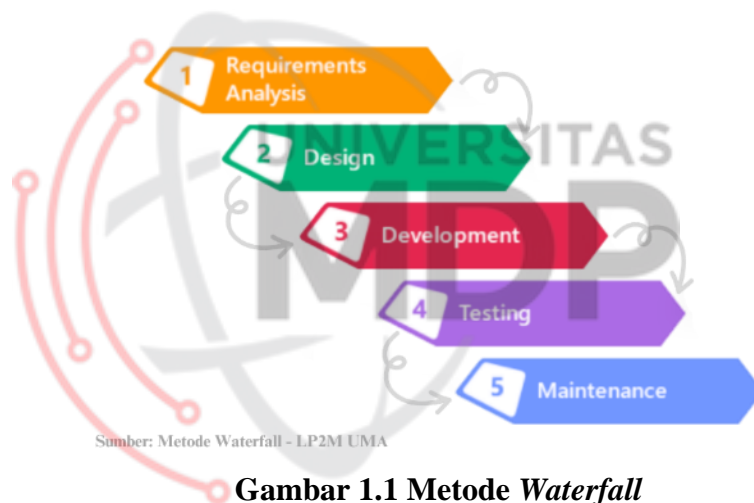 1 Requirements
Analysis
UNIVERSITAS
2 Design
MDP
3 Development
4 Testing
5 Maintenance
Sumber: Metode Waterfall - LP2M UMA
Gambar 1.1 Metode Waterfall